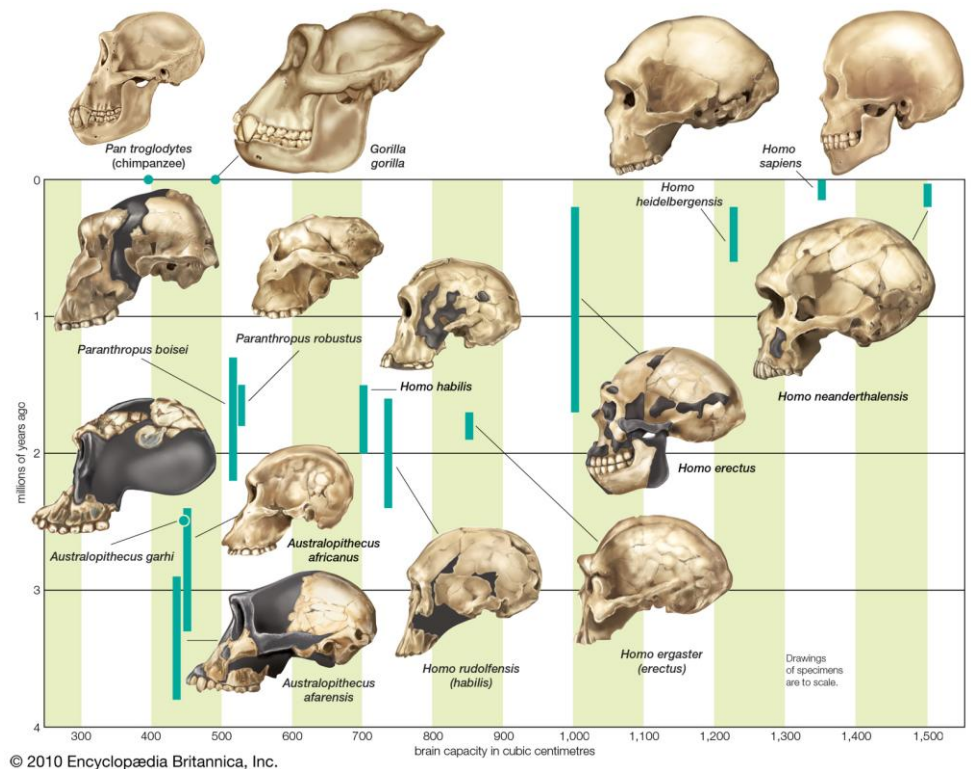 Pan troglodytes
(chimpanzee)
Gorilla
gorilla
Homo
sapiens
Homo
heidelbergensis
0
Paranthropus boisei
Paranthropus robustus
1
Homo habilis
Homo neanderthalensis
millions of years ago
2
Homo erectus
Australopithecus garhi
Australopithecus
africanus
3
Australopithecus
afarensis
Homo rudolfensis
(habilis)
Homo ergaster
(erectus)
Drawings
of specimens
are to scale.
4
300 400 500 600 700 800 900 1,000 1,100 1,200 1,300 1,400 1,500
brain capacity in cubic centimetres
© 2010 Encyclopædia Britannica, Inc.